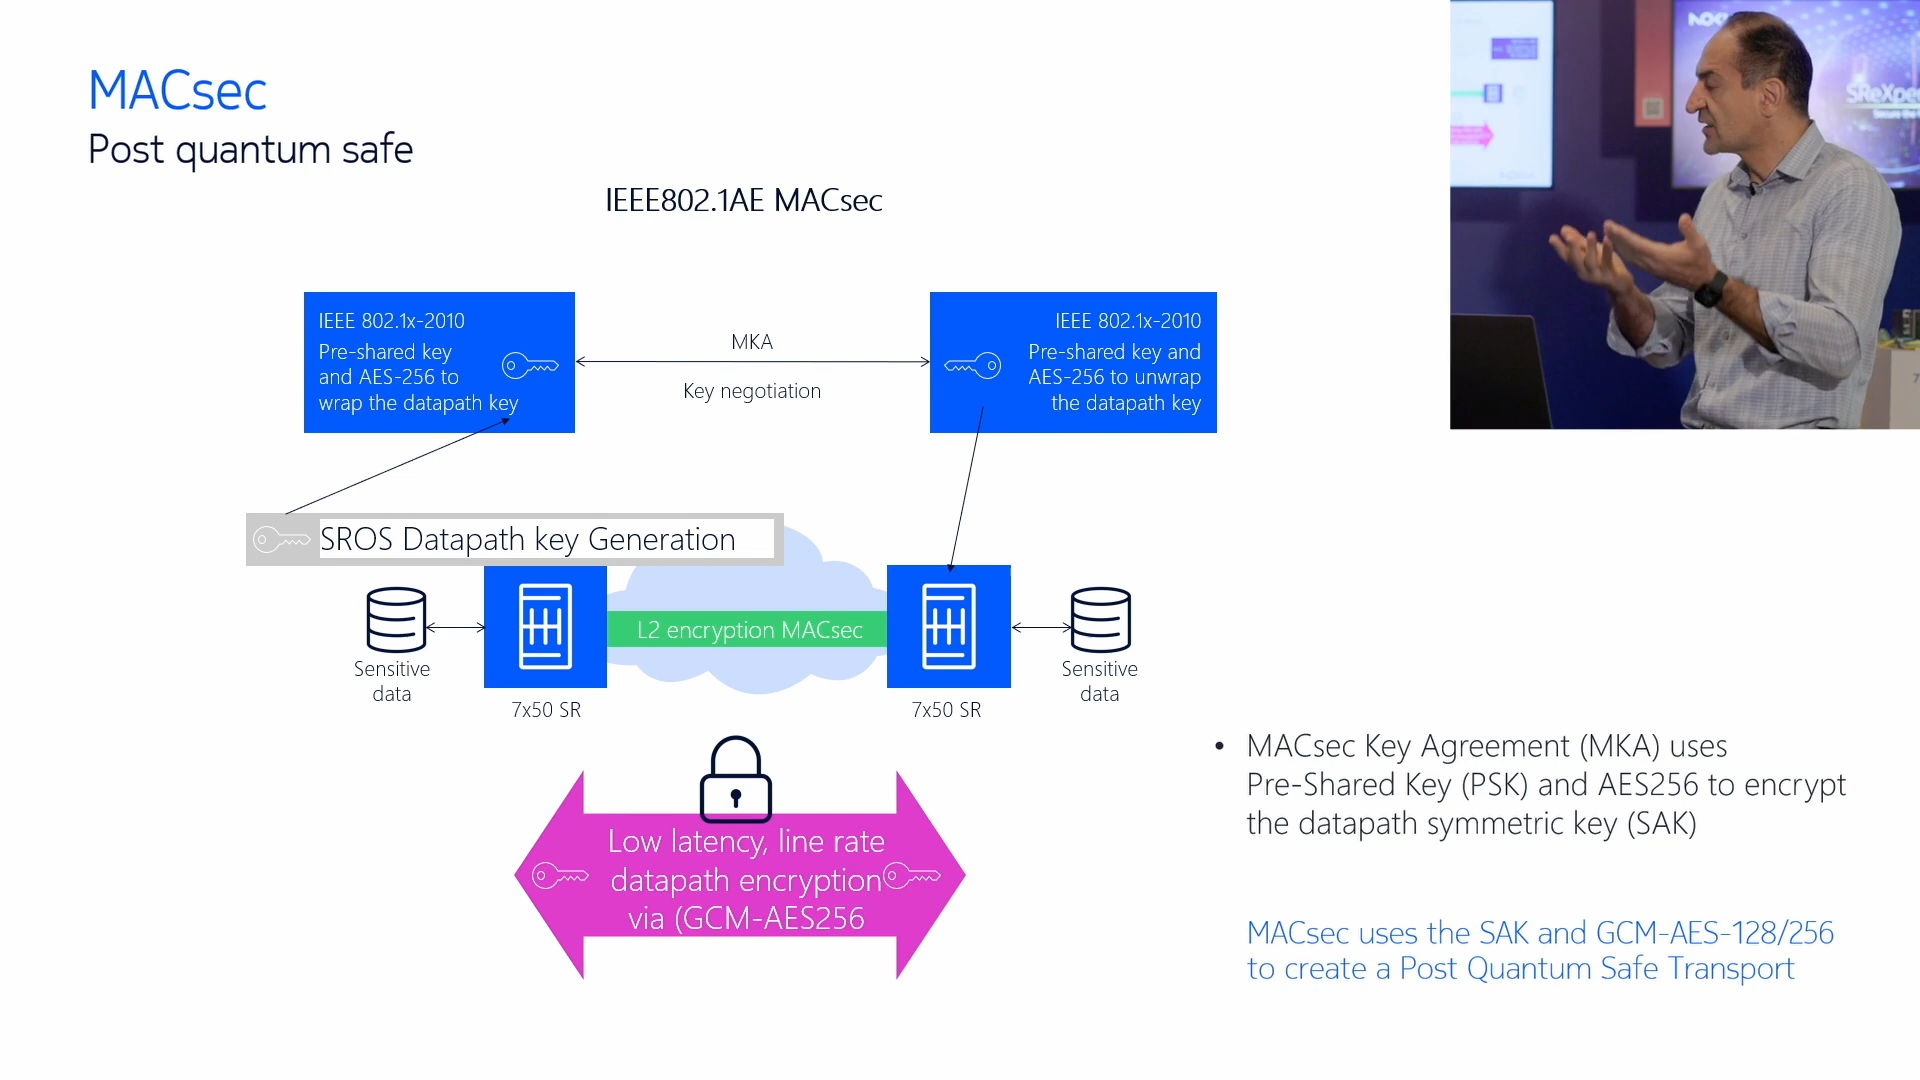 MACsec
Post quantum safe
IEEE802.1AE MACsec
IEEE 802.1x-2010
Pre-shared key
and AES-256 to
wrap the datapath key
MKA
Key negotiation
IEEE 802.1x-2010
Pre-shared key and
AES-256 to unwrap
the datapath key
SROS Datapath key Generation
L2 encryption MACsec
Sensitive
data
7x50 SR
7x50 SR
Sensitive
data
Low latency, line rate
datapath encryption
via (GCM-AES256
• MACsec Key Agreement (MKA) uses
Pre-Shared Key (PSK) and AES256 to encrypt
the datapath symmetric key (SAK)
MACsec uses the SAK and GCM-AES-128/256
to create a Post Quantum Safe Transport